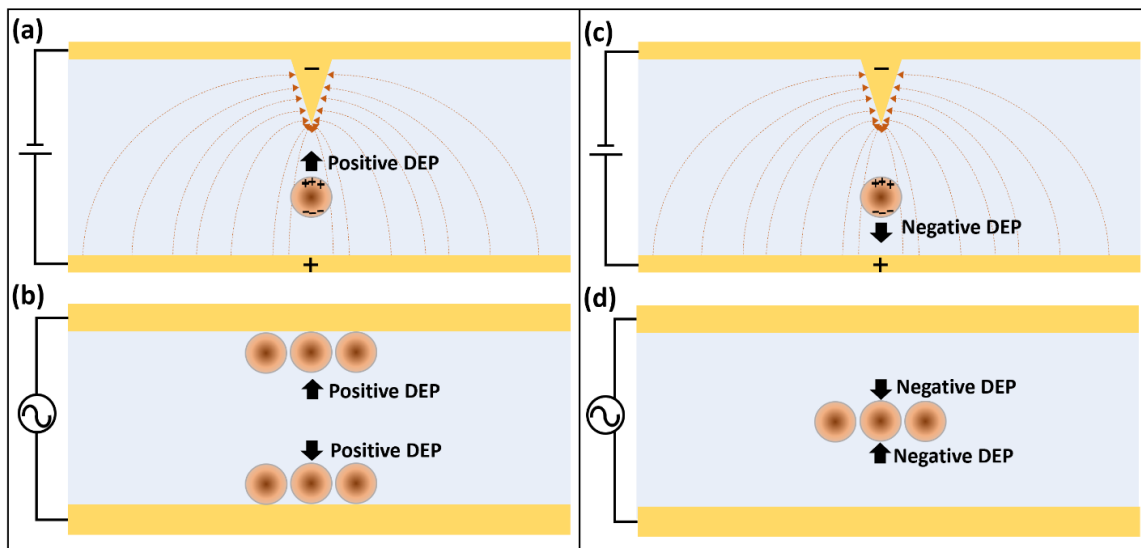 (a)
−
Positive DEP
+++
−−−
+
(b)
Positive DEP
Positive DEP
(c)
−
+++
−−−
Negative DEP
+
(d)
Negative DEP
Negative DEP